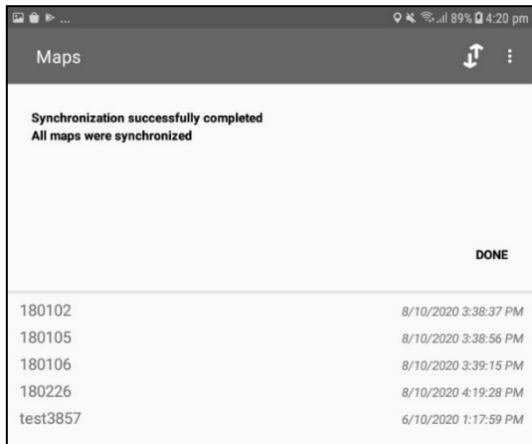 ... 89% 4:20 pm
Maps
Synchronization successfully completed
All maps were synchronized
DONE
180102 8/10/2020 3:38:37 PM
180105 8/10/2020 3:38:56 PM
180106 8/10/2020 3:39:15 PM
180226 8/10/2020 4:19:28 PM
test3857 6/10/2020 1:17:59 PM